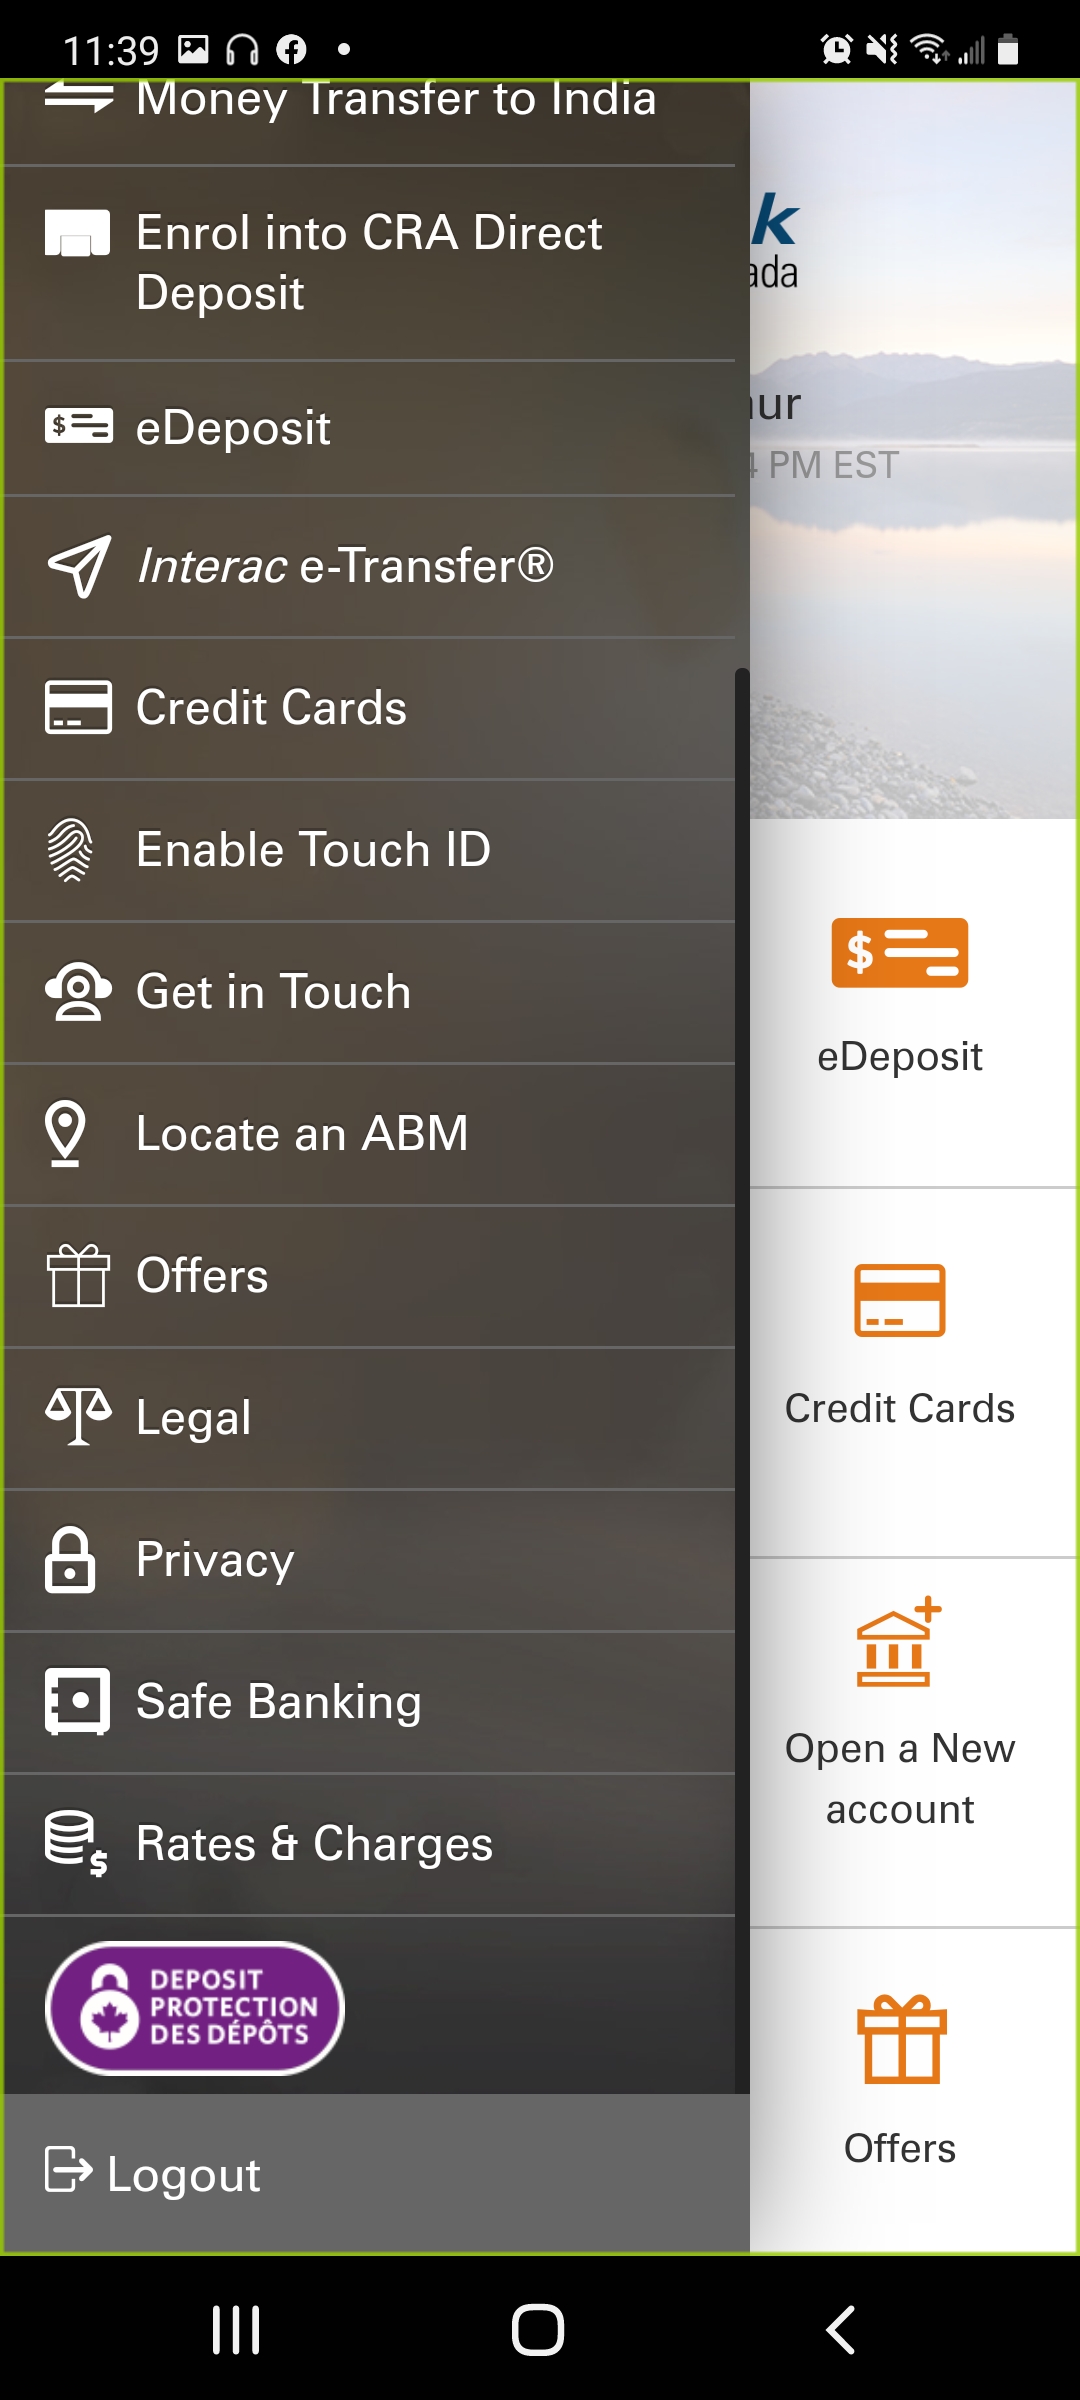 11:39
Money Transfer to India
Enrol into CRA Direct
Deposit
eDeposit
Interac e-Transfer®
Credit Cards
Enable Touch ID
Get in Touch
Locate an ABM
Offers
Legal
Privacy
Safe Banking
Rates & Charges
DEPOSIT
PROTECTION
DES DÉPÔTS
Logout
k
ada
ur
4 PM EST
eDeposit
Credit Cards
Open a New
account
Offers